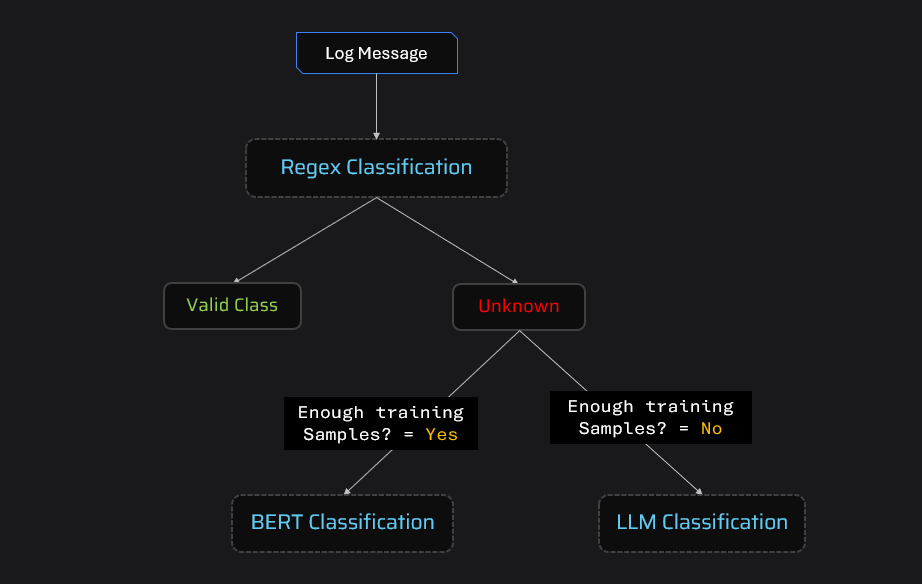 Log Message
Regex Classification
Valid Class
Unknown
Enough training
Samples? = Yes
Enough training
Samples? = No
BERT Classification
LLM Classification